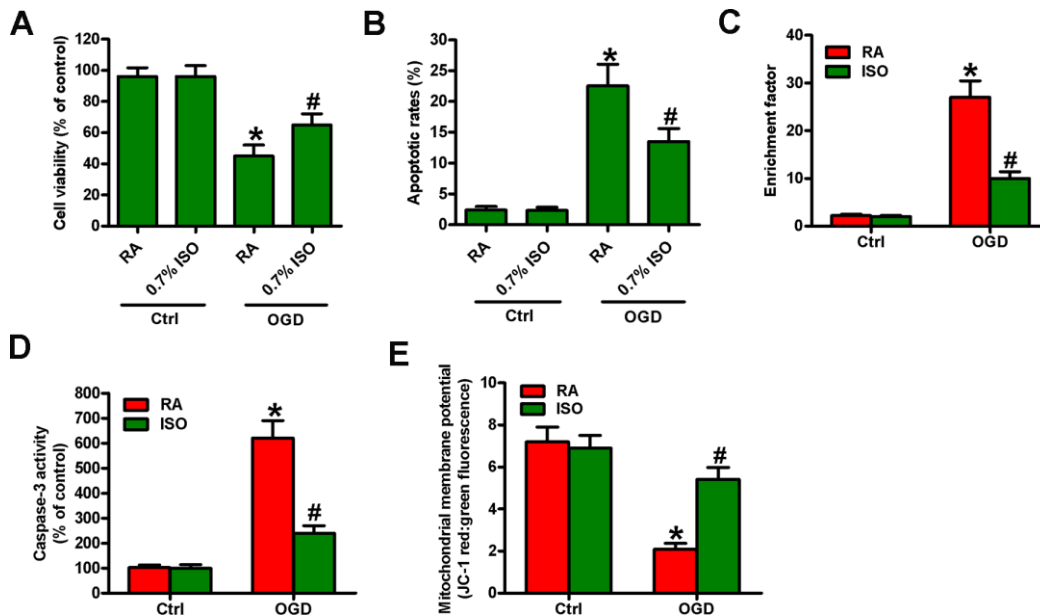 A
Cell viability (% of control)
120
100
80
60
40
20
0
*
#
RA
0.7% ISO
RA
0.7% ISO
Ctrl
OGD
B
Apoptotic rates (%)
30
25
20
15
10
5
0
*
#
RA
0.7% ISO
RA
0.7% ISO
Ctrl
OGD
C
Enrichment factor
40
30
20
10
0
RA
ISO
*
#
Ctrl
OGD
D
Caspase-3 activity
(% of control)
800
700
600
500
400
300
200
100
0
RA
ISO
*
#
Ctrl
OGD
E
Mitochondrial membrane potential
(JC-1 red:green fluorescence)
10
8
6
4
2
0
RA
ISO
*
#
Ctrl
OGD